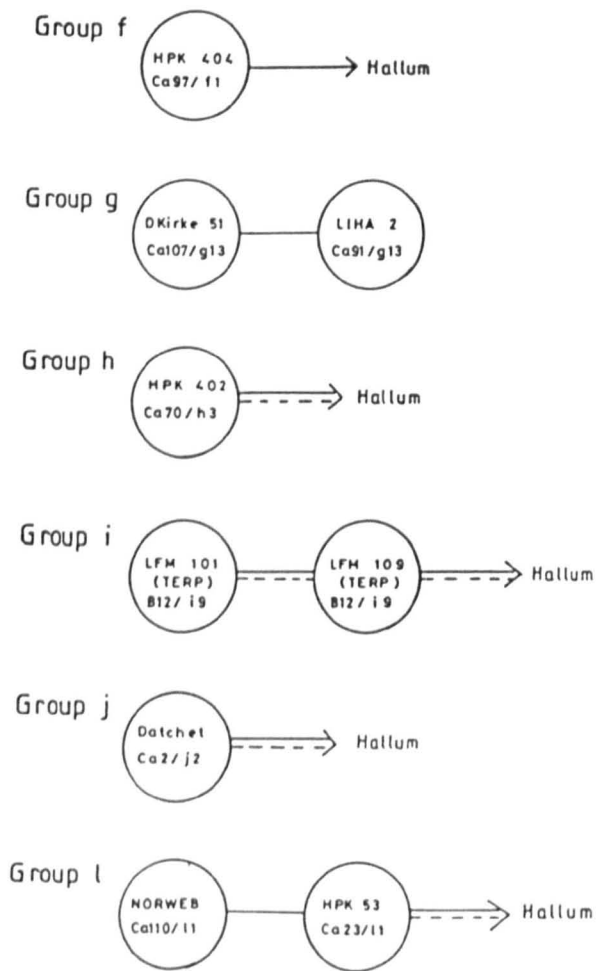 Group f
HPK 404
Ca97/f1
Hallum
Group g
DKirke 51
Ca107/g13
LIHA 2
Ca91/g13
Group h
HPK 402
Ca70/h3
Hallum
Group i
LFM 101
(TERP)
B12/i9
LFM 109
(TERP)
B12/i9
Hallum
Group j
Datchet
Ca2/j2
Hallum
Group l
NORWEB
Ca110/l1
HPK 53
Ca23/l1
Hallum